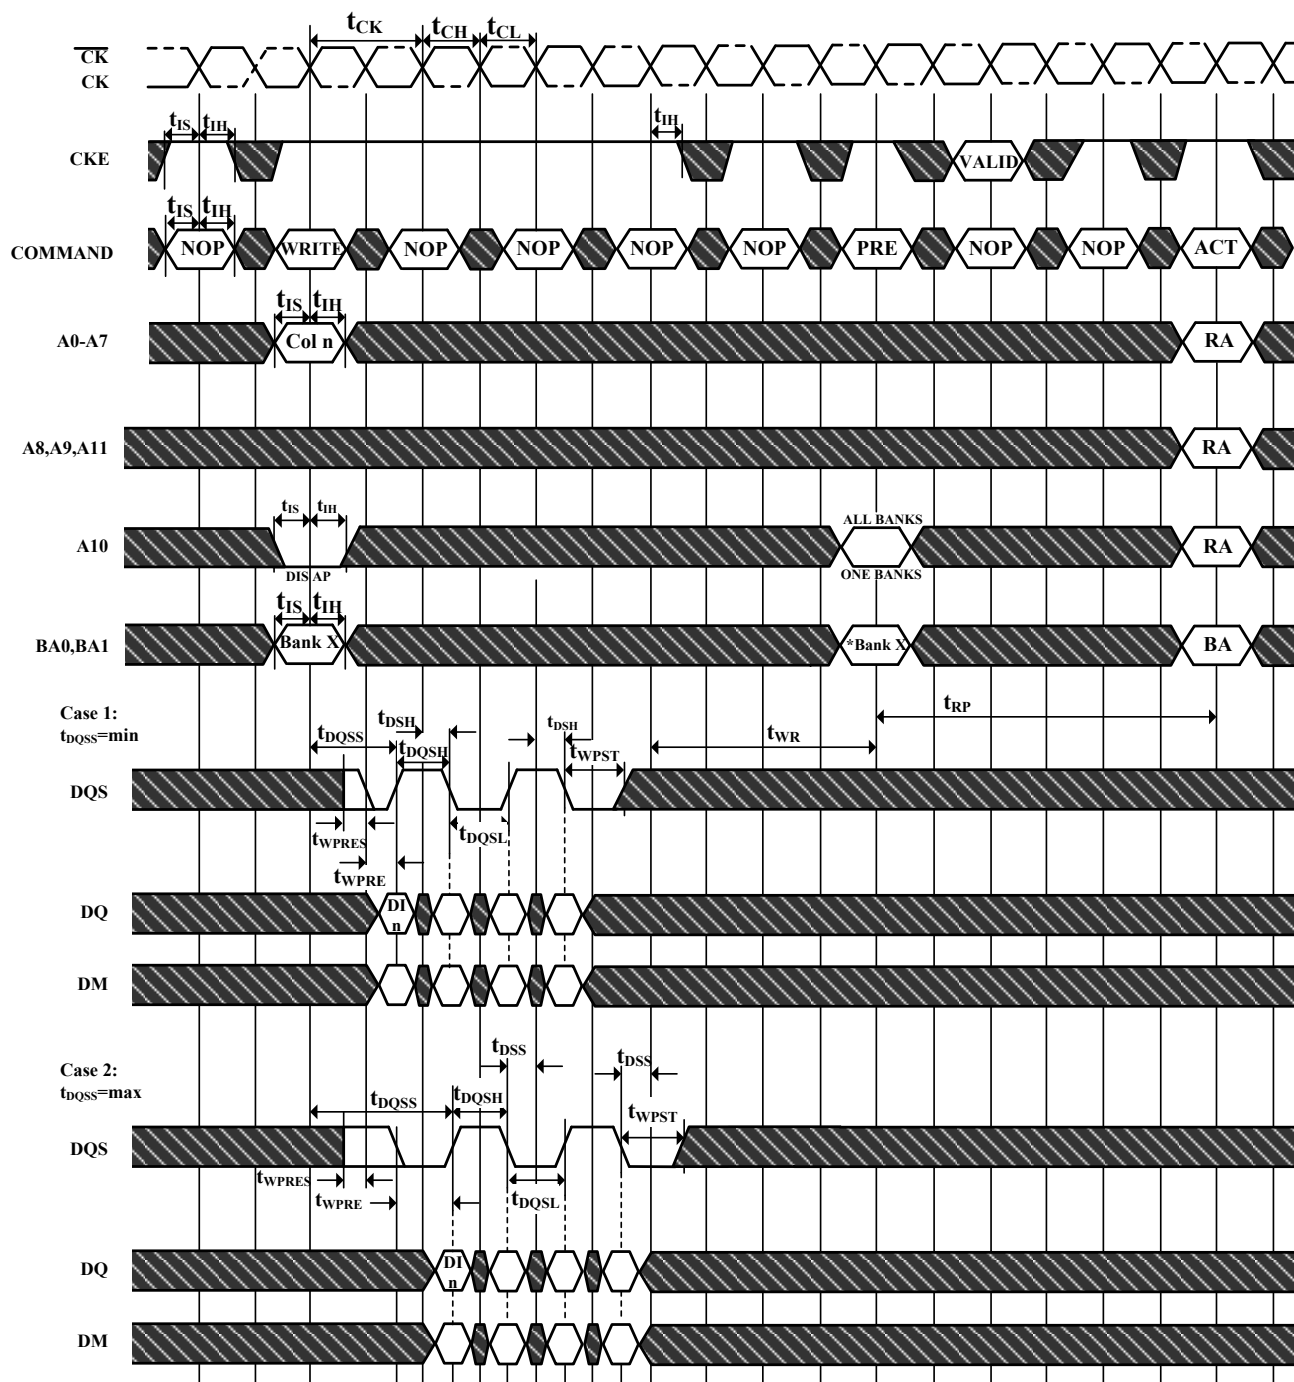 tCK tCH tCL
CK
CK
tIS tIH tIH
CKE VALID
tIS tIH
COMMAND NOP WRITE NOP NOP NOP NOP PRE NOP NOP ACT
tIS tIH
A0-A7 Col n RA
A8,A9,A11 RA
tIS tIH ALL BANKS
A10 RA
DIS AP ONE BANKS
tIS tIH
BA0,BA1 Bank X *Bank X BA
Case 1:
tDQSS=min
tDSH tDSH tRP
tDQSS tDQSH tWPST tWR
DQS
tWPRES tDQSL
tWPRE
DQ DI
n
DM
Case 2:
tDQSS=max
tDSS tDSS
tDQSS tDQSH tWPST
DQS
tWPRES tWPRE tDQSL
DQ DI
n
DM